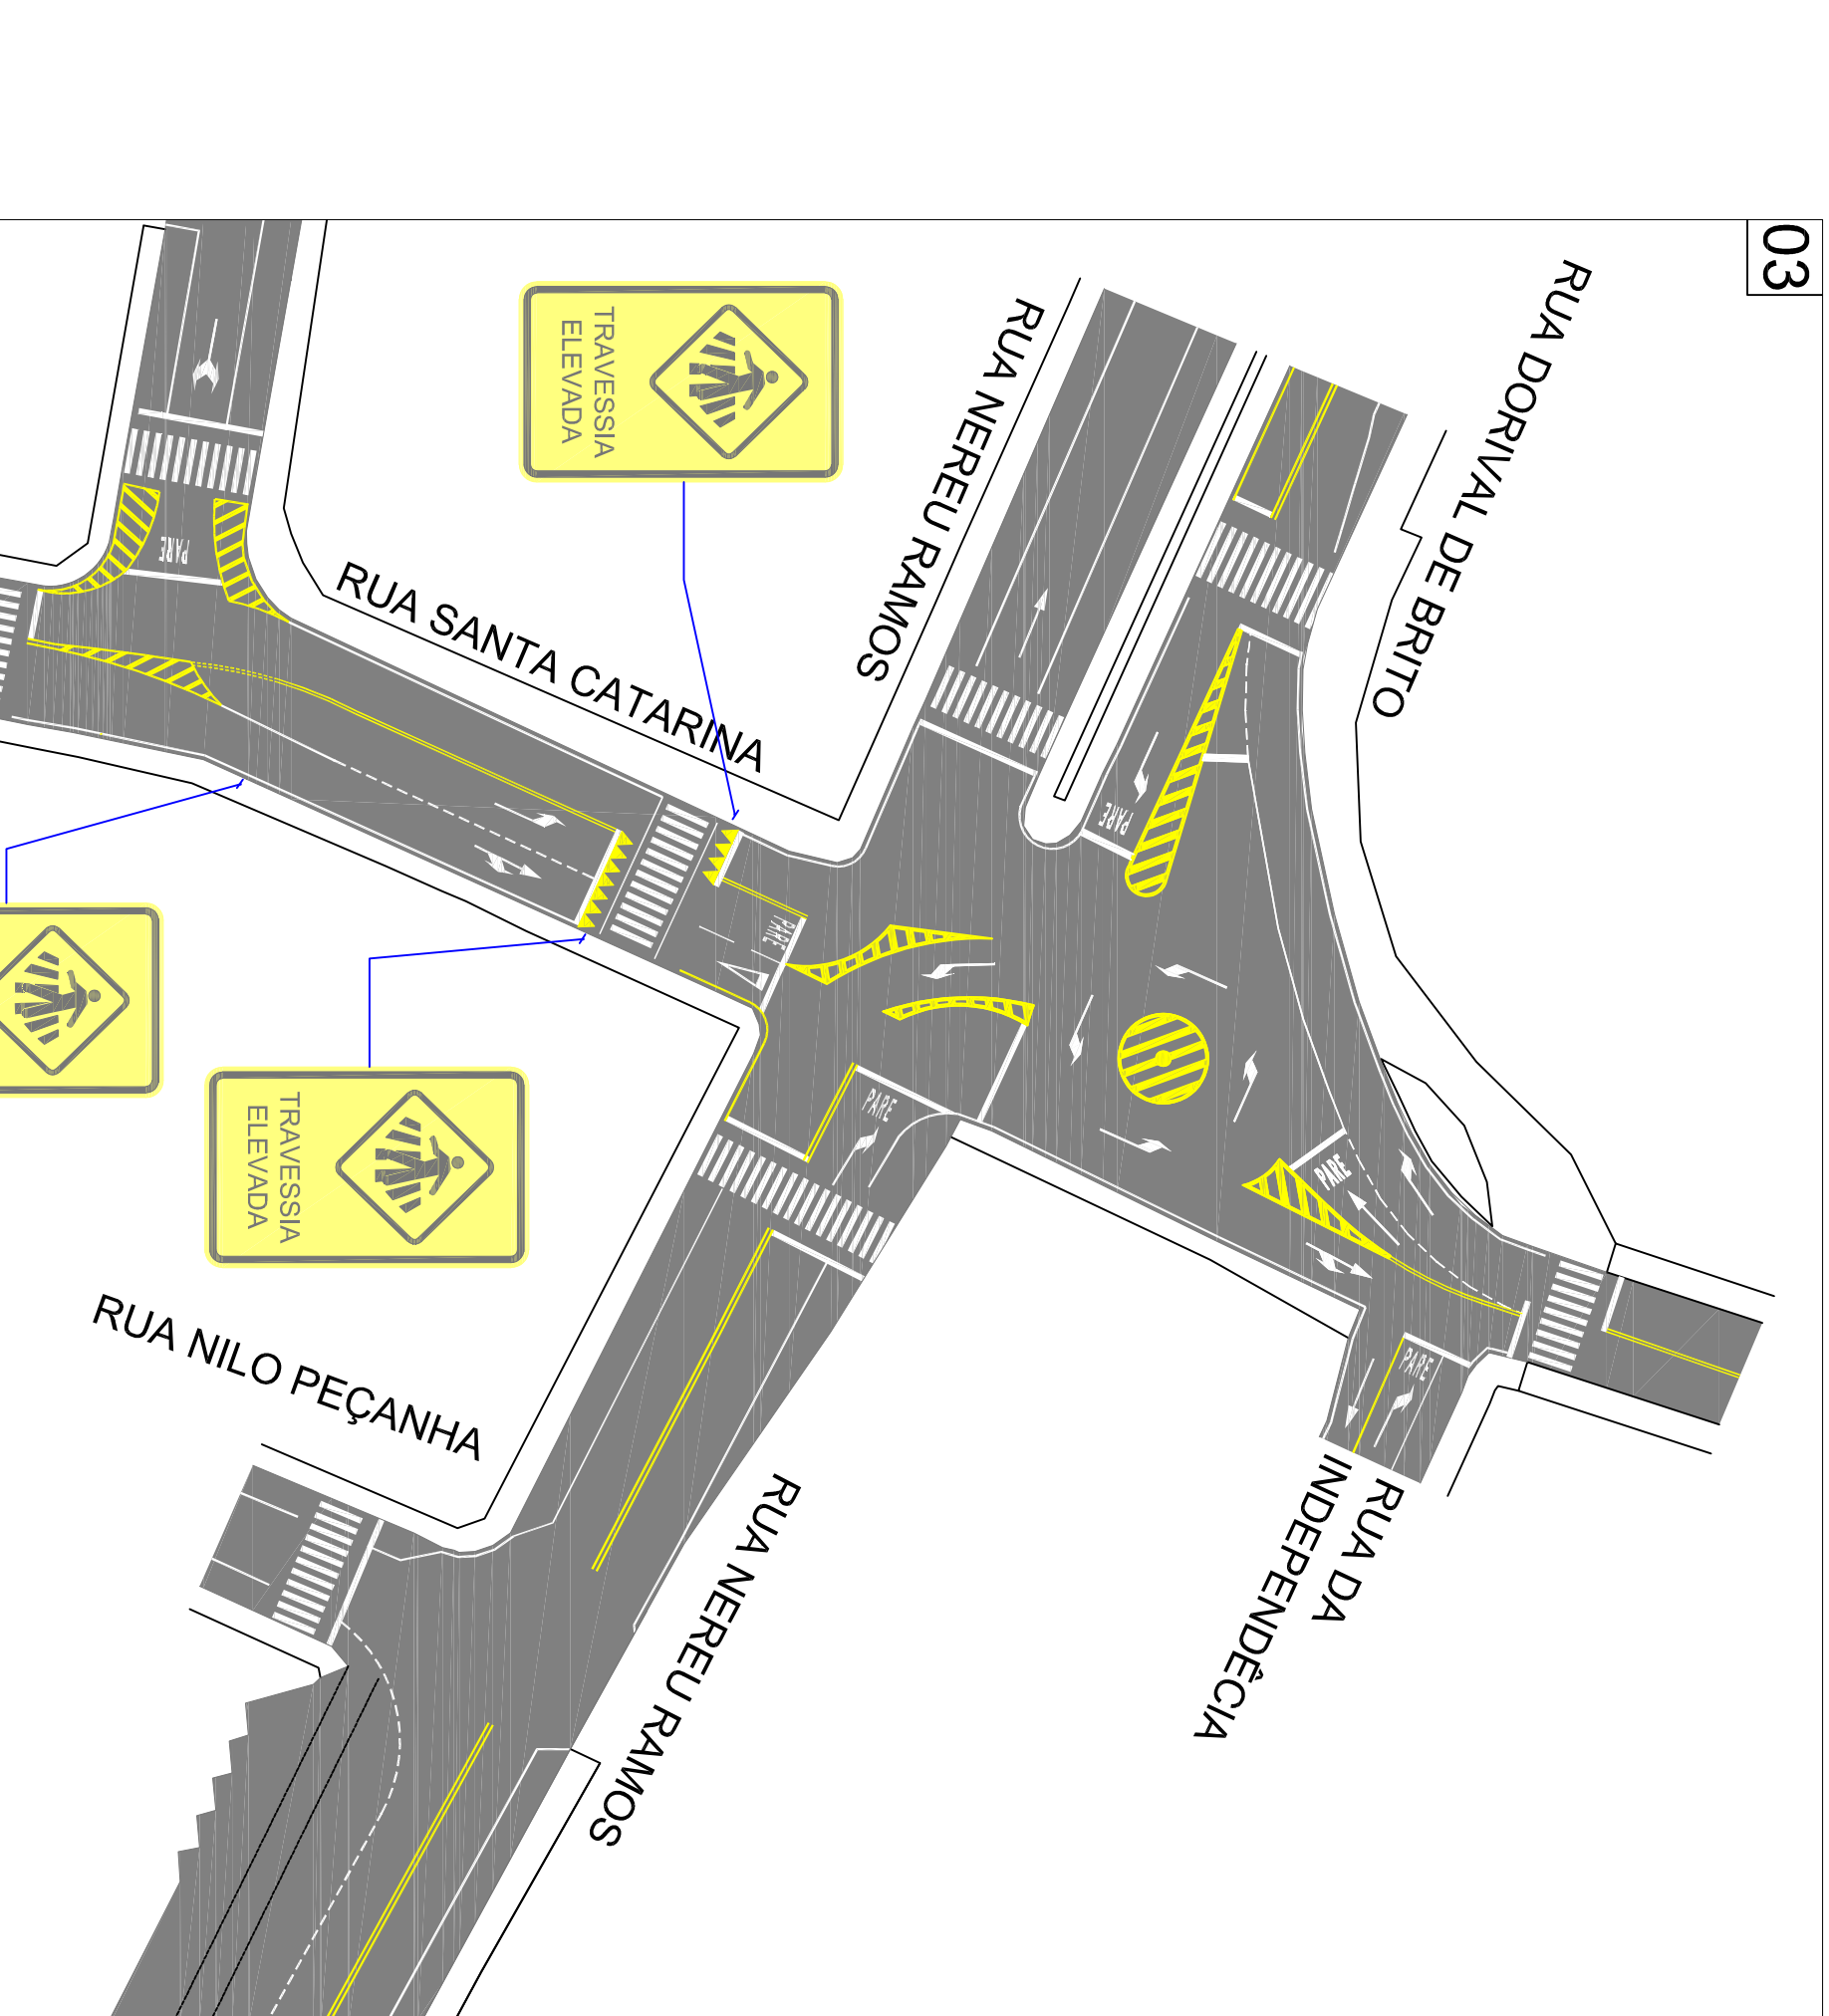 03
RUA DORIVAL DE BRITO
RUA NEREU RAMOS
TRAVESSIA
ELEVADA
RUA SANTA CATARINA
PARE
PARE
PARE
PARE
PARE
PARE
TRAVESSIA
ELEVADA
RUA NILO PEÇANHA
RUA NEREU RAMOS
RUA DA
INDEPENDÊCIA